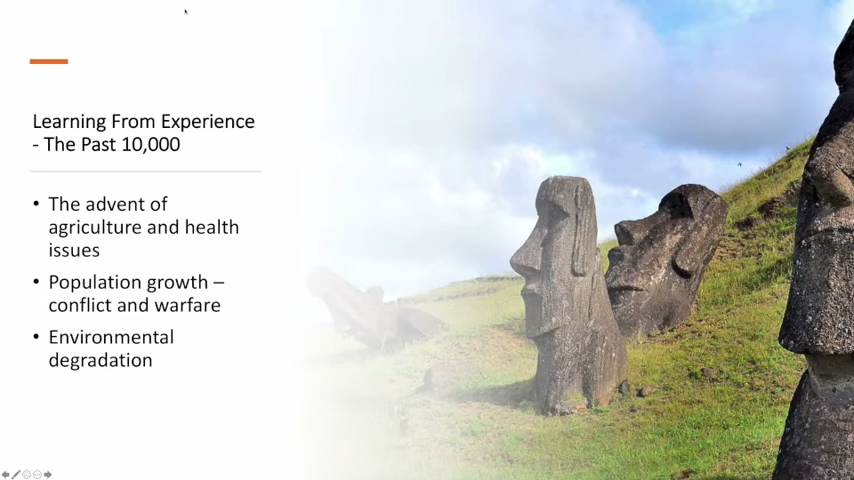 Learning From Experience
- The Past 10,000
• The advent of
agriculture and health
issues
• Population growth –
conflict and warfare
• Environmental
degradation